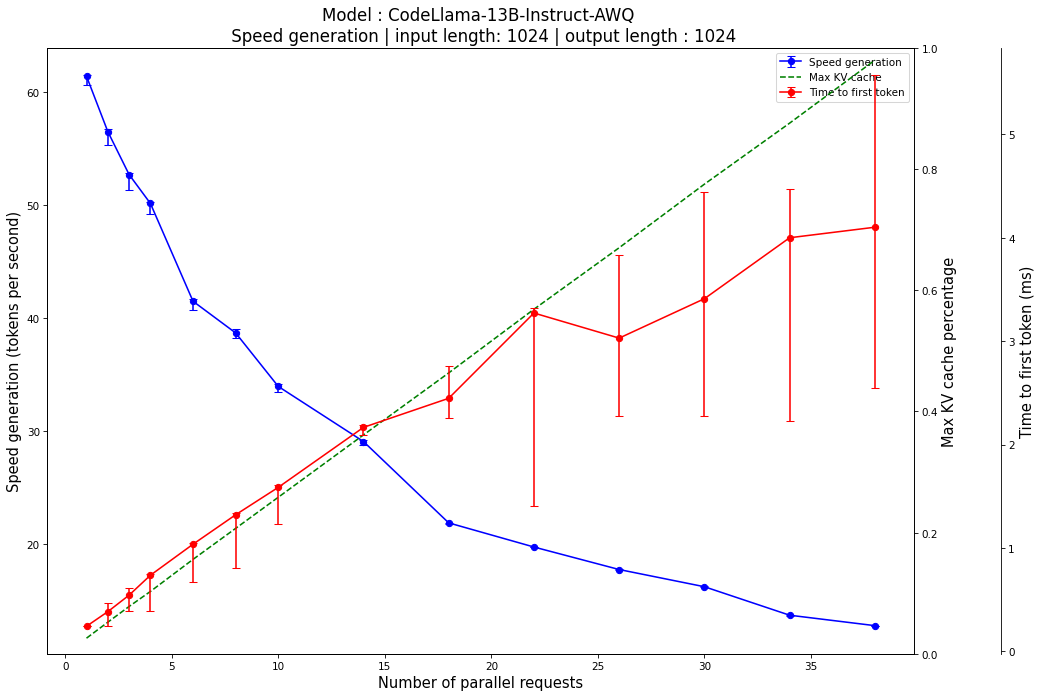 Model : CodeLlama-13B-Instruct-AWQ
Speed generation | input length: 1024 | output length : 1024
Speed generation
Max KV cache
Time to first token
Speed generation (tokens per second)
60
50
40
30
20
0
5
10
15
20
25
30
35
Number of parallel requests
1.0
0.8
0.6
0.4
0.2
0.0
Max KV cache percentage
5
4
3
2
1
0
Time to first token (ms)